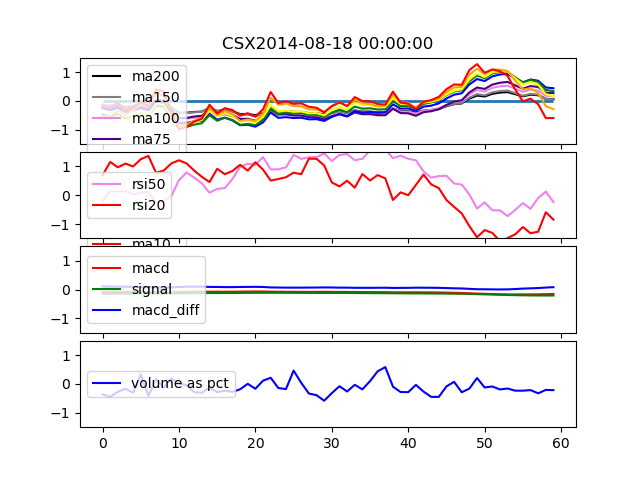 CSX2014-08-18 00:00:00
1
0
−1
ma200
ma150
ma100
ma75
1
0
−1
rsi50
rsi20
ma10
1
0
−1
macd
signal
macd_diff
1
0
−1
volume as pct
0 10 20 30 40 50 60